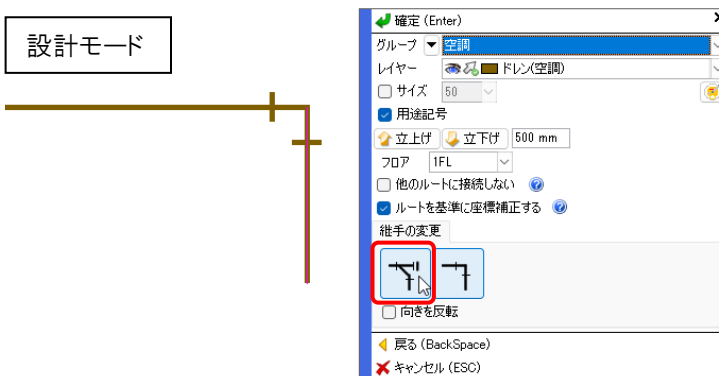 設計モード
確定 (Enter)
グループ 空調
レイヤー ドレン(空調)
サイズ 50
用途記号
立上げ 立下げ 500 mm
フロア 1FL
他のルートに接続しない
ルートを基準に座標補正する
継手の変更
向きを反転
戻る (BackSpace)
キャンセル (ESC)